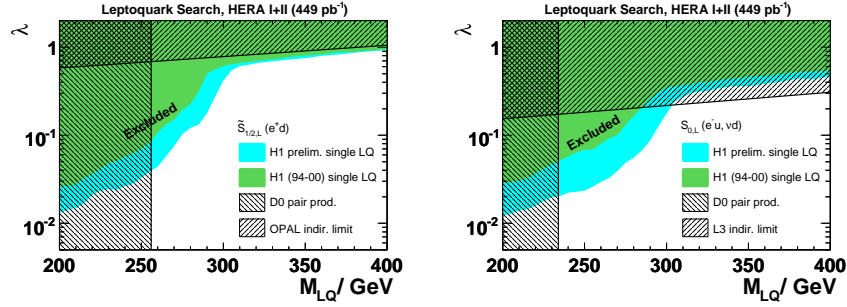 Leptoquark Search, HERA I+II (449 pb⁻¹)
λ
1
10⁻¹
10⁻²
Excluded
S̃1/2,L (e⁺d)
H1 prelim. single LQ
H1 (94-00) single LQ
D0 pair prod.
OPAL indir. limit
200 250 300 350 400
M_LQ/ GeV
Leptoquark Search, HERA I+II (449 pb⁻¹)
λ
1
10⁻¹
10⁻²
Excluded
S0,L (e⁻u, νd)
H1 prelim. single LQ
H1 (94-00) single LQ
D0 pair prod.
L3 indir. limit
200 250 300 350 400
M_LQ/ GeV